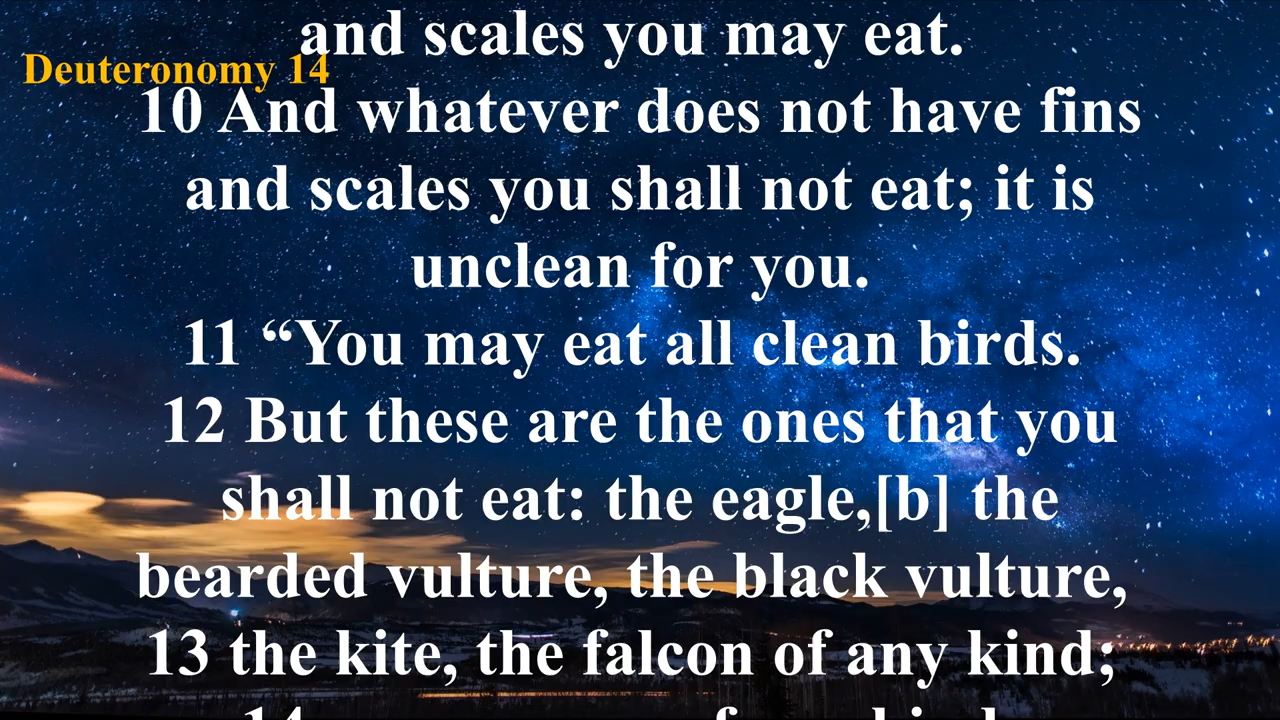 and scales you may eat.
Deuteronomy 14
10 And whatever does not have fins
and scales you shall not eat; it is
unclean for you.
11 “You may eat all clean birds.
12 But these are the ones that you
shall not eat: the eagle,[b] the
bearded vulture, the black vulture,
13 the kite, the falcon of any kind;